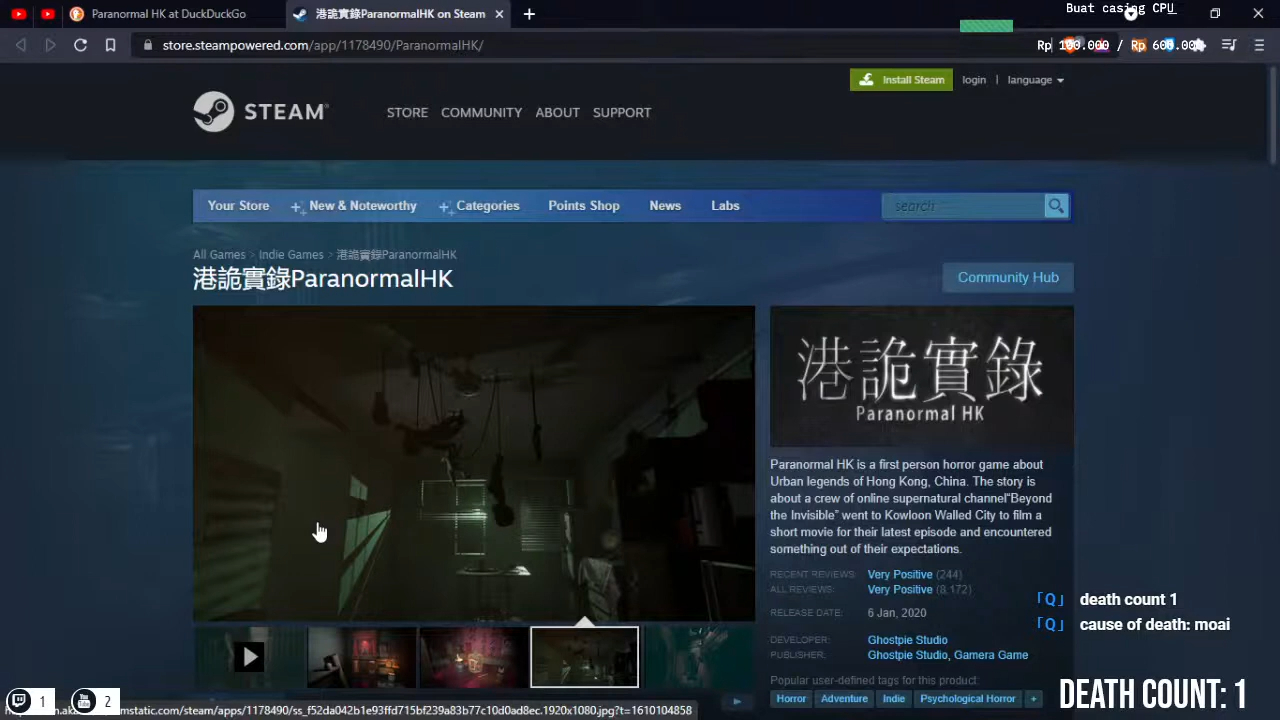 Paranormal HK at DuckDuckGo
港詭實錄ParanormalHK on Steam
Buat casing CPU
store.steampowered.com/app/1178490/ParanormalHK/
Rp 100.000 / Rp 600.000
Install Steam
login
language
STEAM
STORE
COMMUNITY
ABOUT
SUPPORT
Your Store
New & Noteworthy
Categories
Points Shop
News
Labs
search
All Games > Indie Games > 港詭實錄ParanormalHK
港詭實錄ParanormalHK
Community Hub
港詭實錄
Paranormal HK
Paranormal HK is a first person horror game about
Urban legends of Hong Kong, China. The story is
about a crew of online supernatural channel“Beyond
the Invisible” went to Kowloon Walled City to film a
short movie for their latest episode and encountered
something out of their expectations.
RECENT REVIEWS: Very Positive (244)
ALL REVIEWS: Very Positive (8,172)
RELEASE DATE: 6 Jan, 2020
DEVELOPER: Ghostpie Studio
PUBLISHER: Ghostpie Studio, Gamera Game
Popular user-defined tags for this product:
Horror
Adventure
Indie
Psychological Horror
+
「Q」 death count 1
「Q」 cause of death: moai
DEATH COUNT: 1
1
2